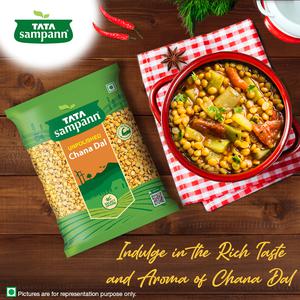 TATA
sampann
TATA
sampann
UNPOLISHED
Chana Dal
Indulge in the Rich Taste
and Aroma of Chana Dal
Pictures are for representation purpose only.